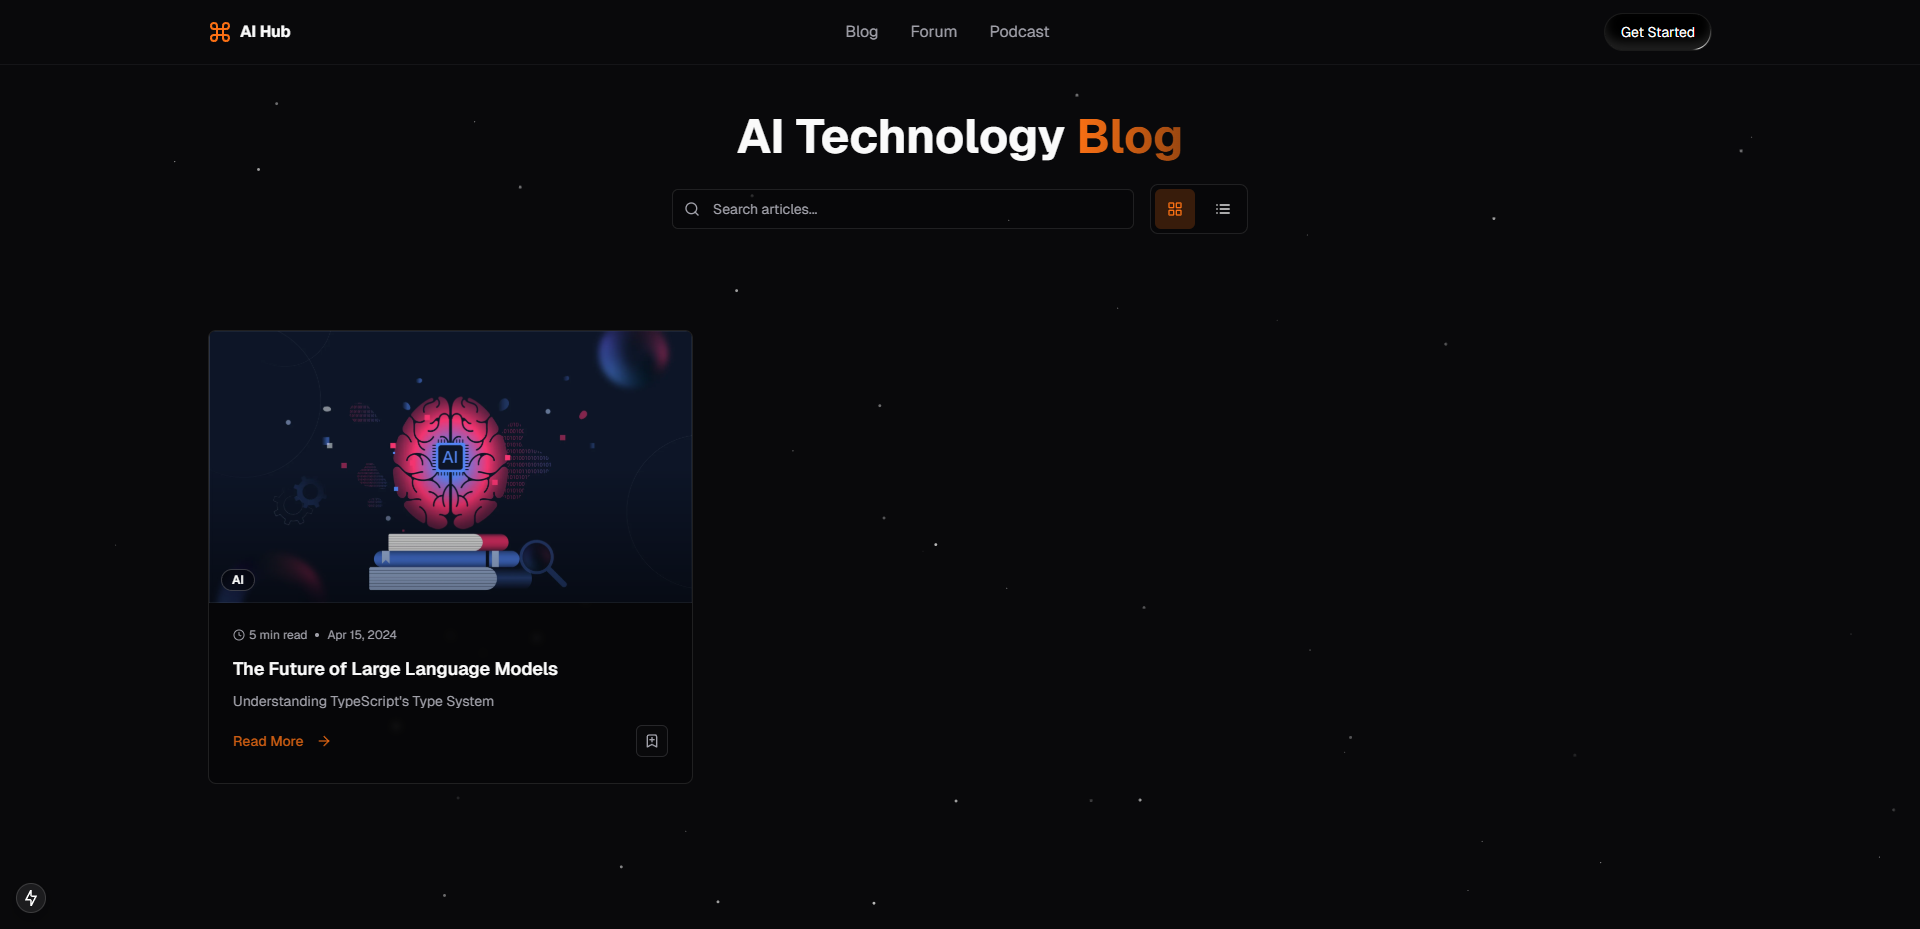 AI Hub
Blog
Forum
Podcast
Get Started
AI Technology Blog
Search articles...
AI
AI
5 min read • Apr 15, 2024
The Future of Large Language Models
Understanding TypeScript's Type System
Read More